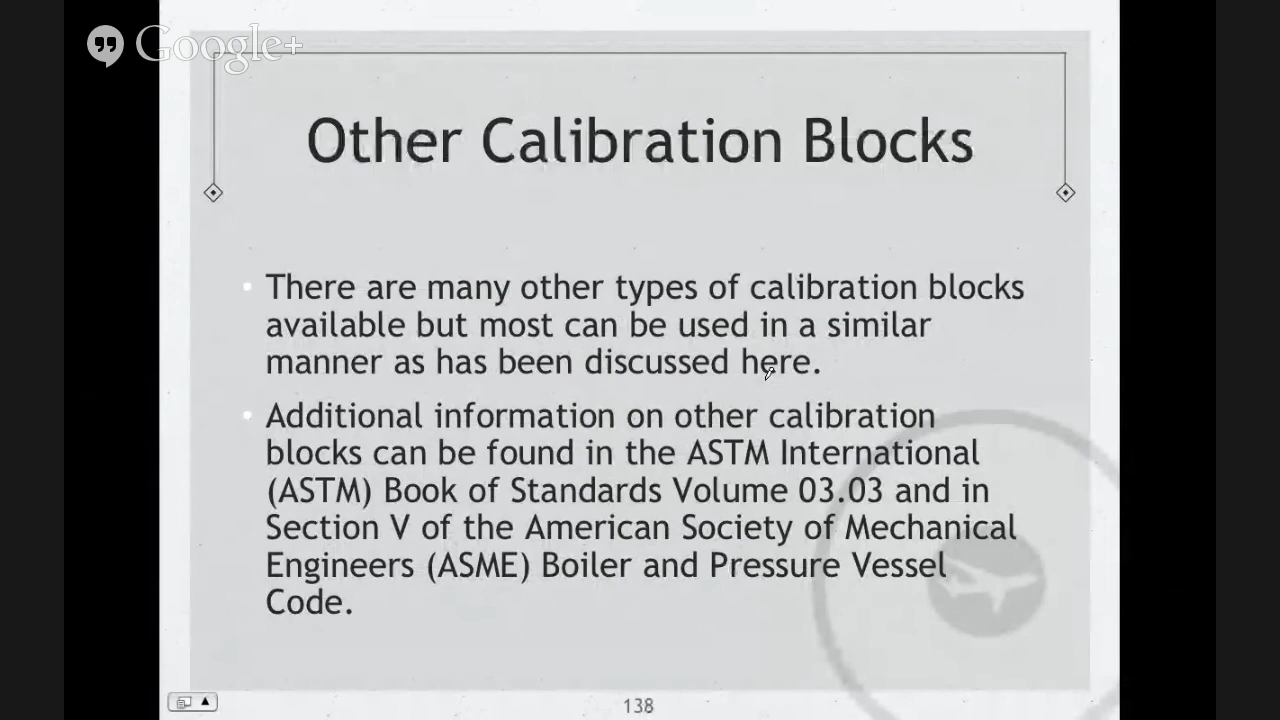 Google+
Other Calibration Blocks
• There are many other types of calibration blocks
available but most can be used in a similar
manner as has been discussed here.
• Additional information on other calibration
blocks can be found in the ASTM International
(ASTM) Book of Standards Volume 03.03 and in
Section V of the American Society of Mechanical
Engineers (ASME) Boiler and Pressure Vessel
Code.
138